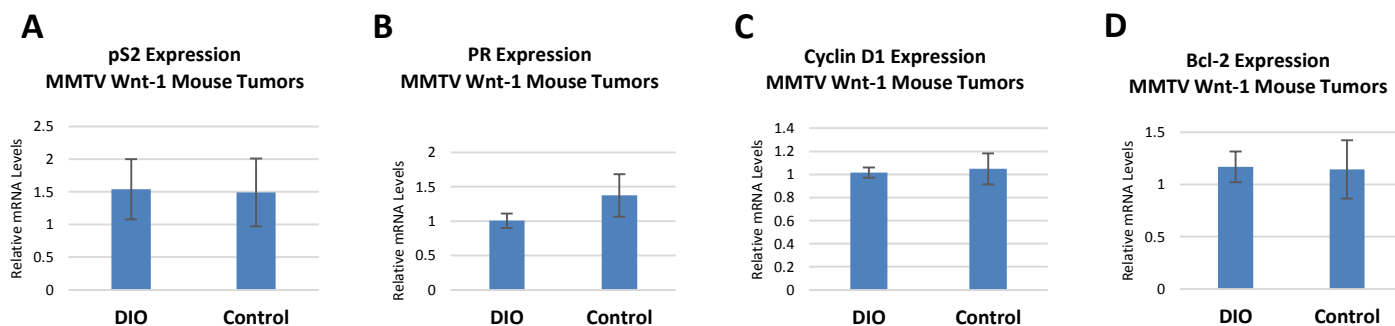 A
pS2 Expression
MMTV Wnt-1 Mouse Tumors
Relative mRNA Levels
2.5
2
1.5
1
0.5
0
DIO Control
B
PR Expression
MMTV Wnt-1 Mouse Tumors
Relative mRNA Levels
2
1.5
1
0.5
0
DIO Control
C
Cyclin D1 Expression
MMTV Wnt-1 Mouse Tumors
Relative mRNA Levels
1.4
1.2
1
0.8
0.6
0.4
0.2
0
DIO Control
D
Bcl-2 Expression
MMTV Wnt-1 Mouse Tumors
Relative mRNA Levels
1.5
1
0.5
0
DIO Control